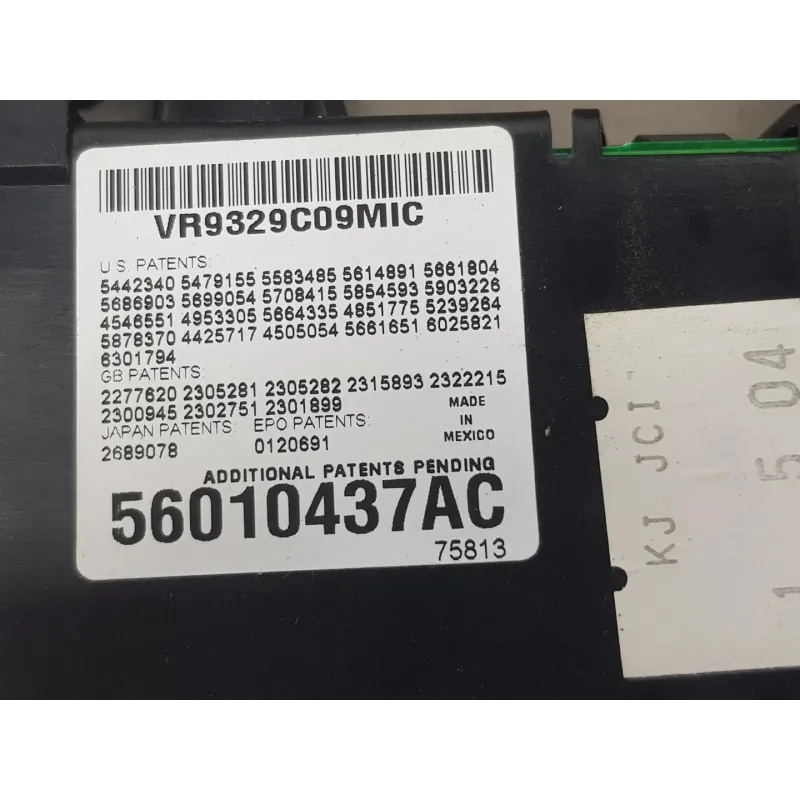 VR9329C09MIC
U.S. PATENTS:
5442340 5479155 5583485 5614891 5661804
5686903 5699054 5708415 5854593 5903226
4546551 4953305 5664335 4851775 5239264
5878370 4425717 4505054 5661651 6025821
6301794
GB PATENTS:
2277620 2305281 2305282 2315893 2322215
2300945 2302751 2301899
JAPAN PATENTS: EPO PATENTS:
2689078 0120691
MADE
IN
MEXICO
ADDITIONAL PATENTS PENDING
56010437AC
75813
KJ JCI
1 5 04